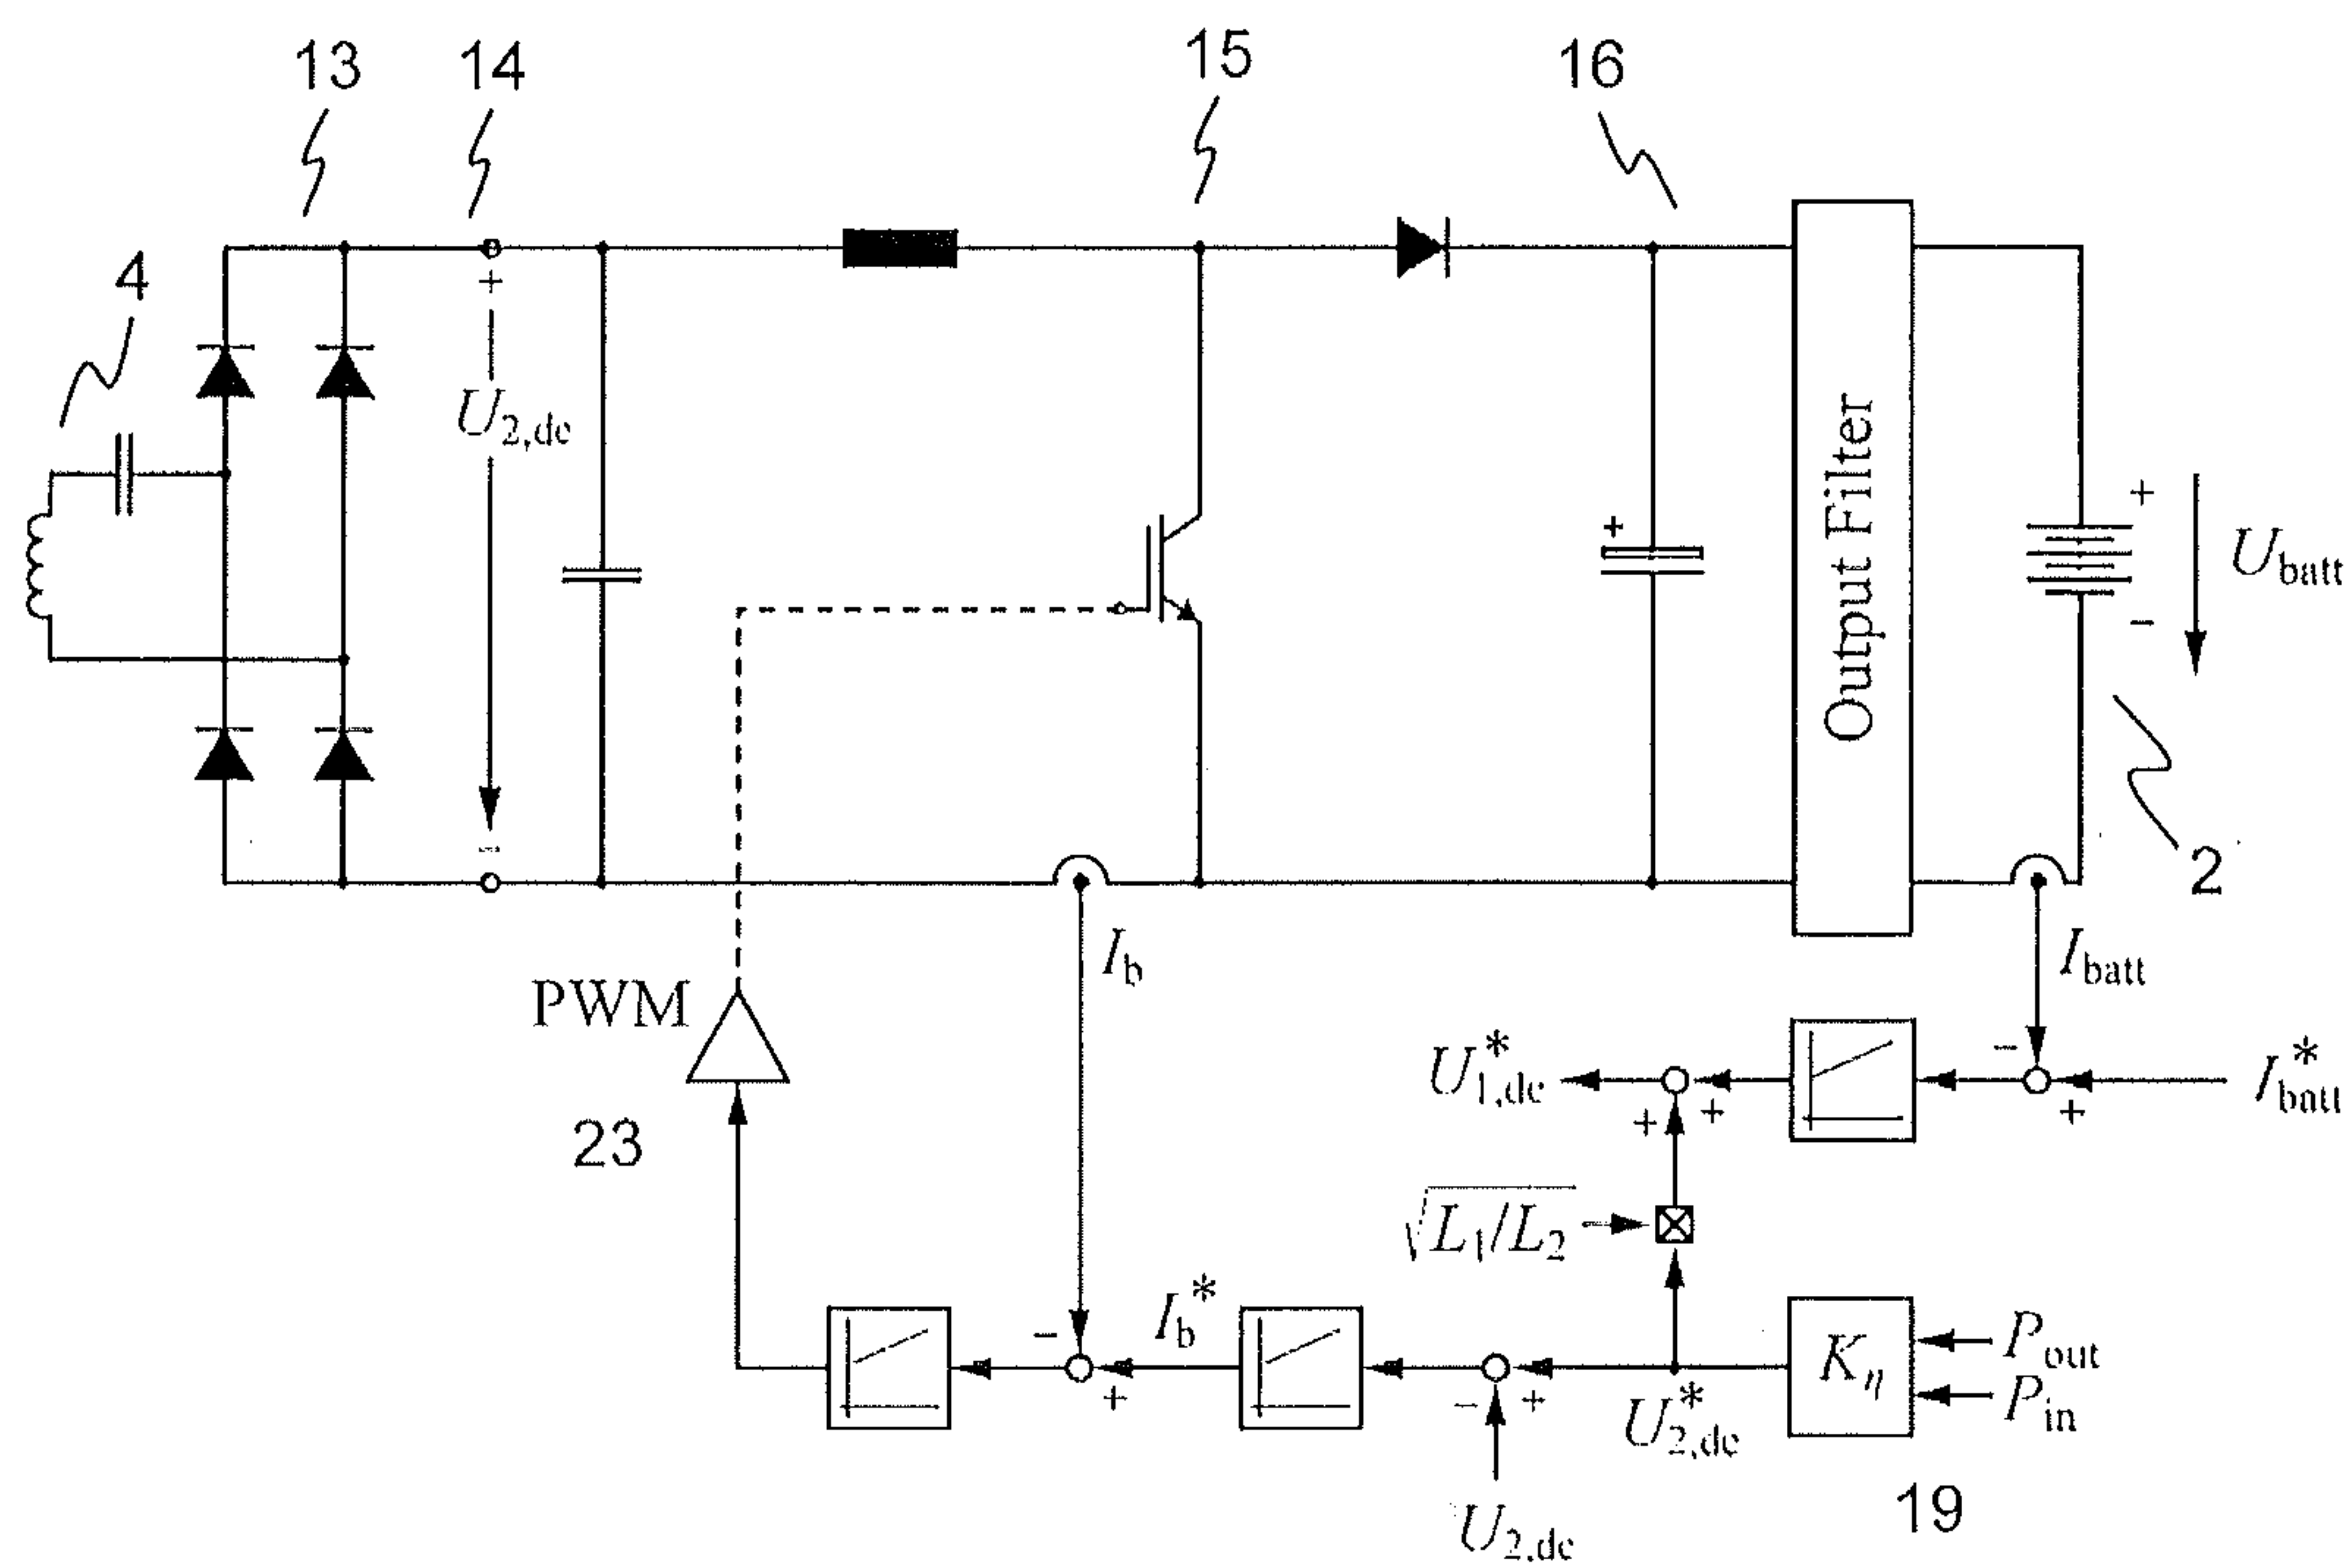 13
14
15
16
4
+
U2,dc
-
+
Output Filter
+
Ubatt
-
2
PWM
23
Ib
Ibatt
U*1,dc
+
+
-
+
I*batt
√L1/L2
-
Ib*
+
-
+
U*2,dc
Kη
Pout
Pin
U2,dc
19